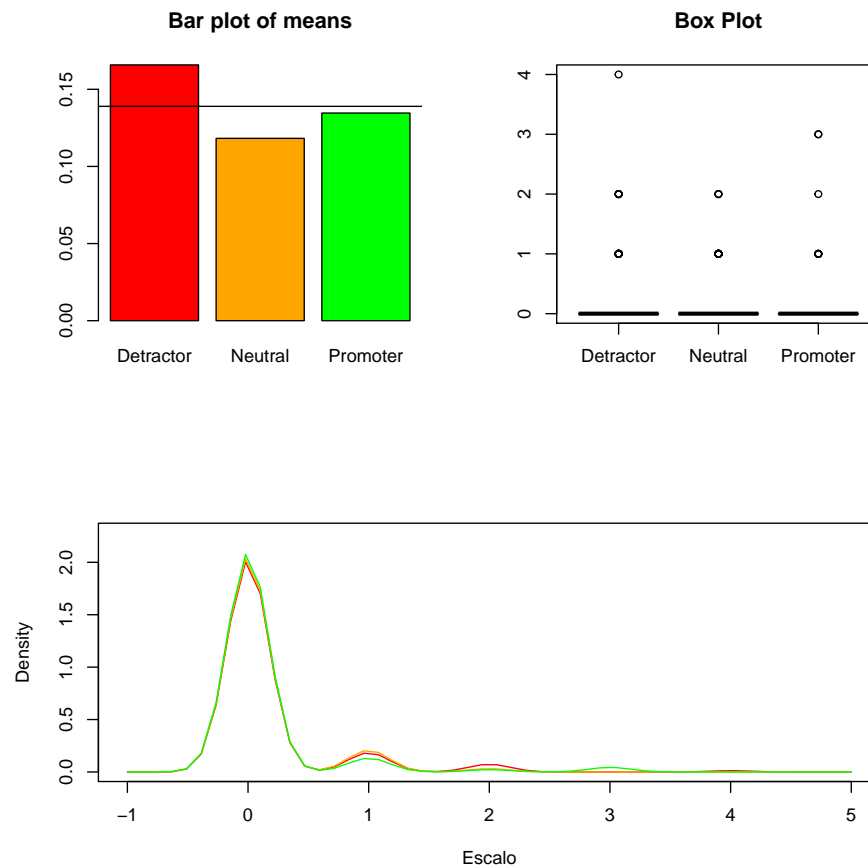 Bar plot of means
0.15
0.10
0.05
0.00
Detractor Neutral Promoter
Box Plot
4
3
2
1
0
Detractor Neutral Promoter
Density
2.0
1.5
1.0
0.5
0.0
−1 0 1 2 3 4 5
Escalo